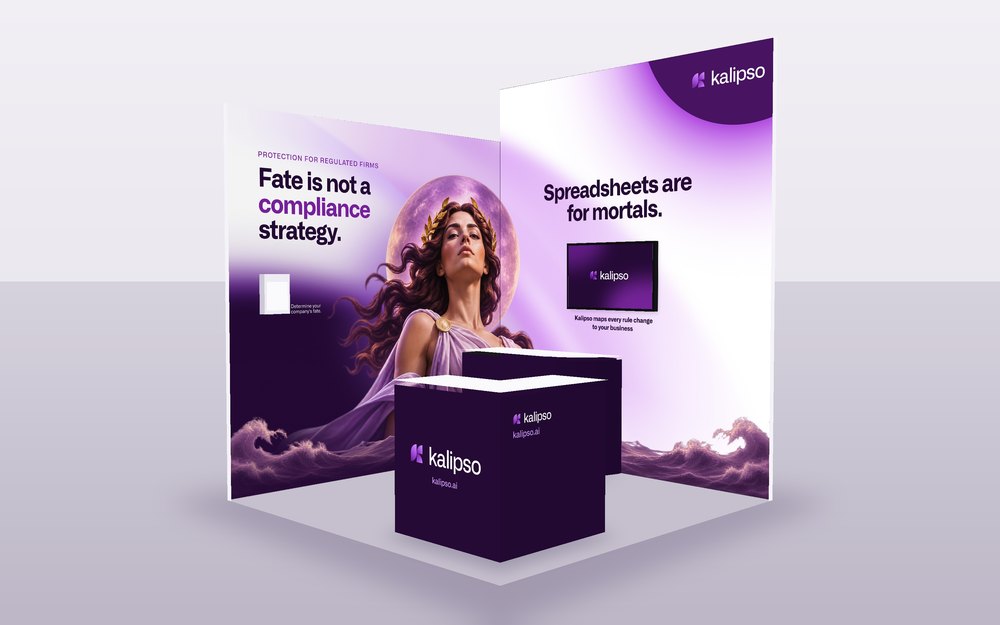 PROTECTION FOR REGULATED FIRMS
Fate is not a
compliance
strategy.
Determine your
company's fate.
kalipso
Spreadsheets are
for mortals.
kalipso
Kalipso maps every rule change
to your business
kalipso
kalipso.ai
kalipso
kalipso.ai